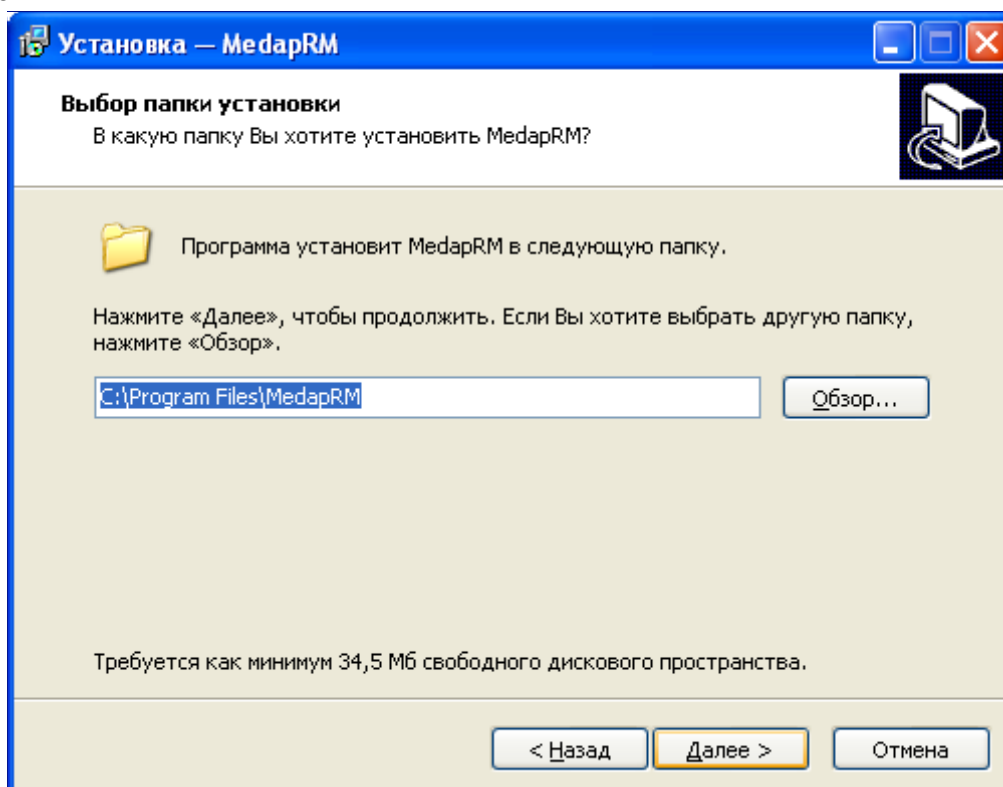 Установка — MedapRM
Выбор папки установки
В какую папку Вы хотите установить MedapRM?
Программа установит MedapRM в следующую папку.
Нажмите «Далее», чтобы продолжить. Если Вы хотите выбрать другую папку,
нажмите «Обзор».
C:\Program Files\MedapRM
Обзор...
Требуется как минимум 34,5 Мб свободного дискового пространства.
< Назад
Далее >
Отмена